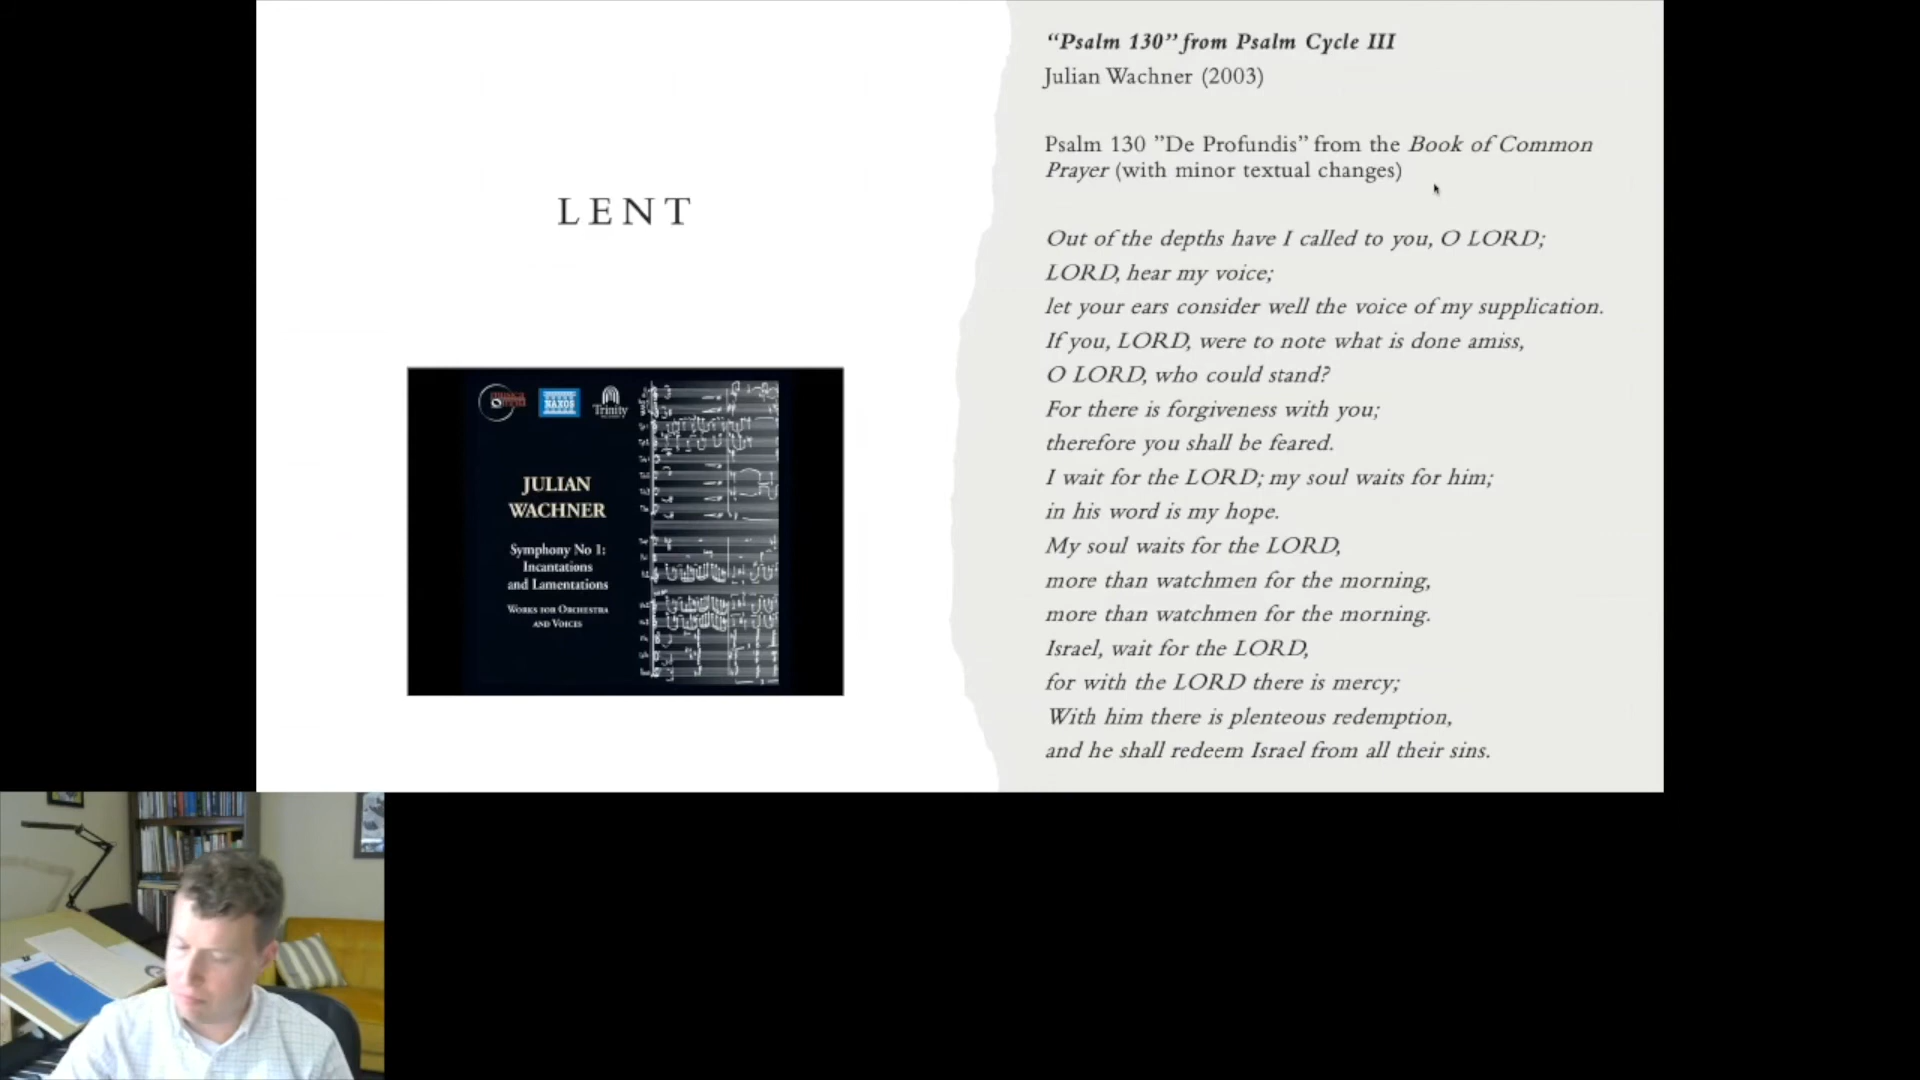 LENT
NAXOS
Trinity
JULIAN
WACHNER
Symphony No 1:
Incantations
and Lamentations
WORKS FOR ORCHESTRA
AND VOICES
“Psalm 130” from Psalm Cycle III
Julian Wachner (2003)
Psalm 130 ”De Profundis” from the Book of Common
Prayer (with minor textual changes)
Out of the depths have I called to you, O LORD;
LORD, hear my voice;
let your ears consider well the voice of my supplication.
If you, LORD, were to note what is done amiss,
O LORD, who could stand?
For there is forgiveness with you;
therefore you shall be feared.
I wait for the LORD; my soul waits for him;
in his word is my hope.
My soul waits for the LORD,
more than watchmen for the morning,
more than watchmen for the morning.
Israel, wait for the LORD,
for with the LORD there is mercy;
With him there is plenteous redemption,
and he shall redeem Israel from all their sins.